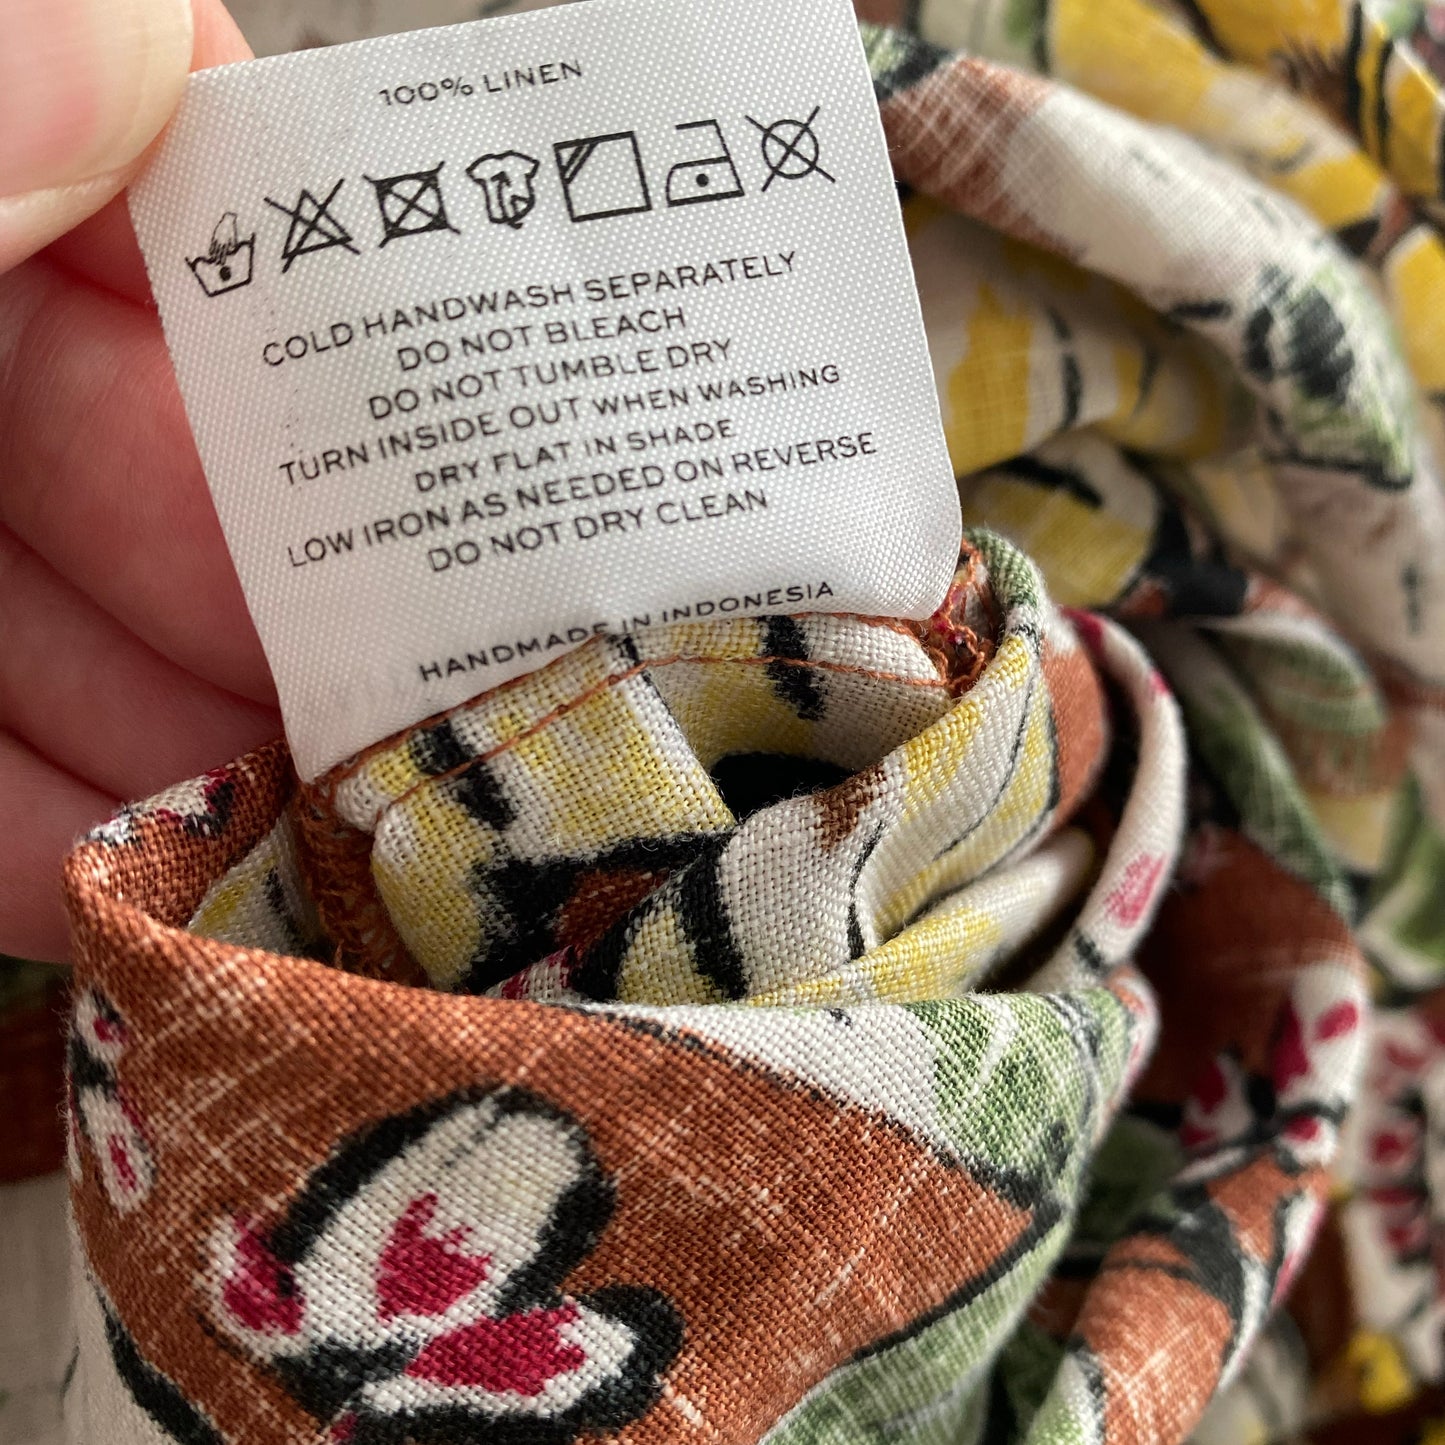 100% LINEN
COLD HANDWASH SEPARATELY
DO NOT BLEACH
DO NOT TUMBLE DRY
TURN INSIDE OUT WHEN WASHING
DRY FLAT IN SHADE
LOW IRON AS NEEDED ON REVERSE
DO NOT DRY CLEAN
HANDMADE IN INDONESIA